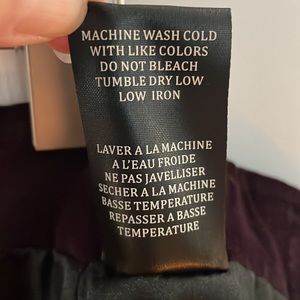 MACHINE WASH COLD
WITH LIKE COLORS
DO NOT BLEACH
TUMBLE DRY LOW
LOW IRON
LAVER A LA MACHINE
A L'EAU FROIDE
NE PAS JAVELLISER
SECHER A LA MACHINE
BASSE TEMPERATURE
REPASSER A BASSE
TEMPERATURE